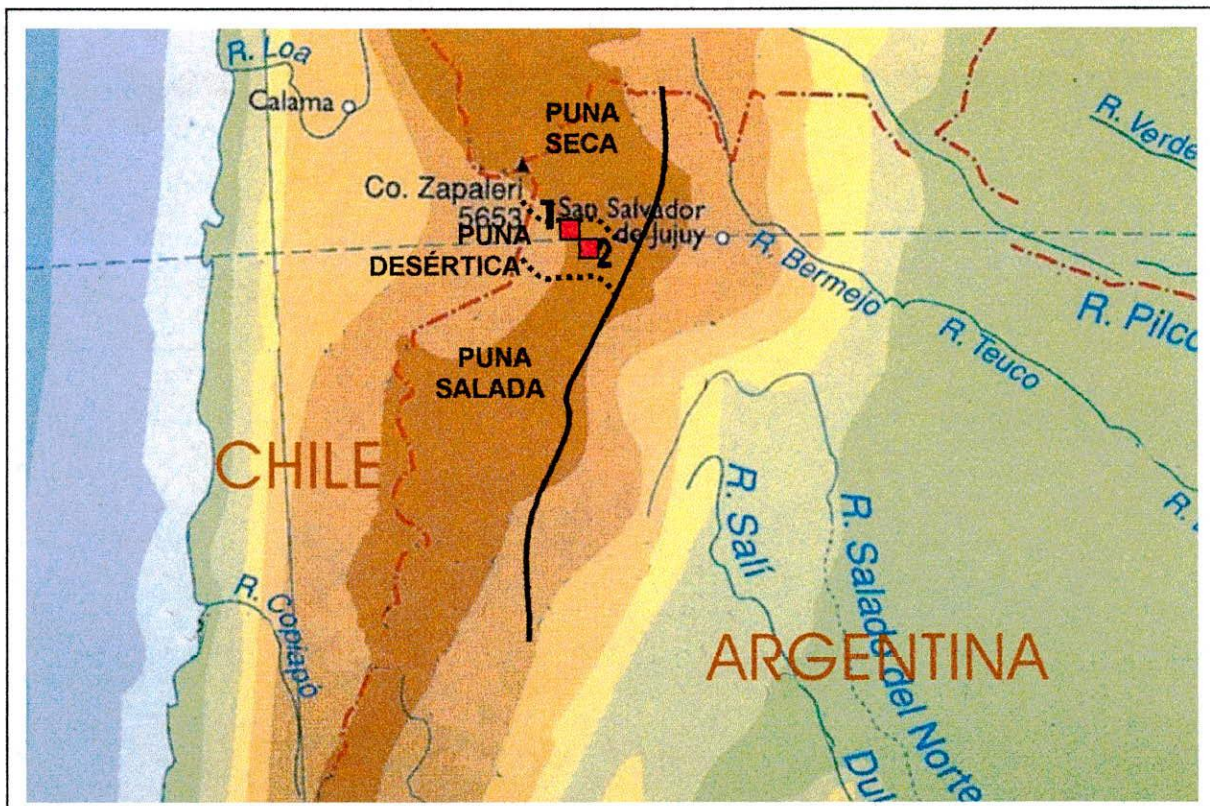 R. Loa
Calama
PUNA
SECA
R. Verde
Co. Zapaleri
5653
1
San Salvador
de Jujuy
PUNA
DESÉRTICA
2
R. Bermejo
R. Pilco
R. Teuco
PUNA
SALADA
CHILE
R. Salí
R. Salado del Norte
R. Copiapó
ARGENTINA
Dul